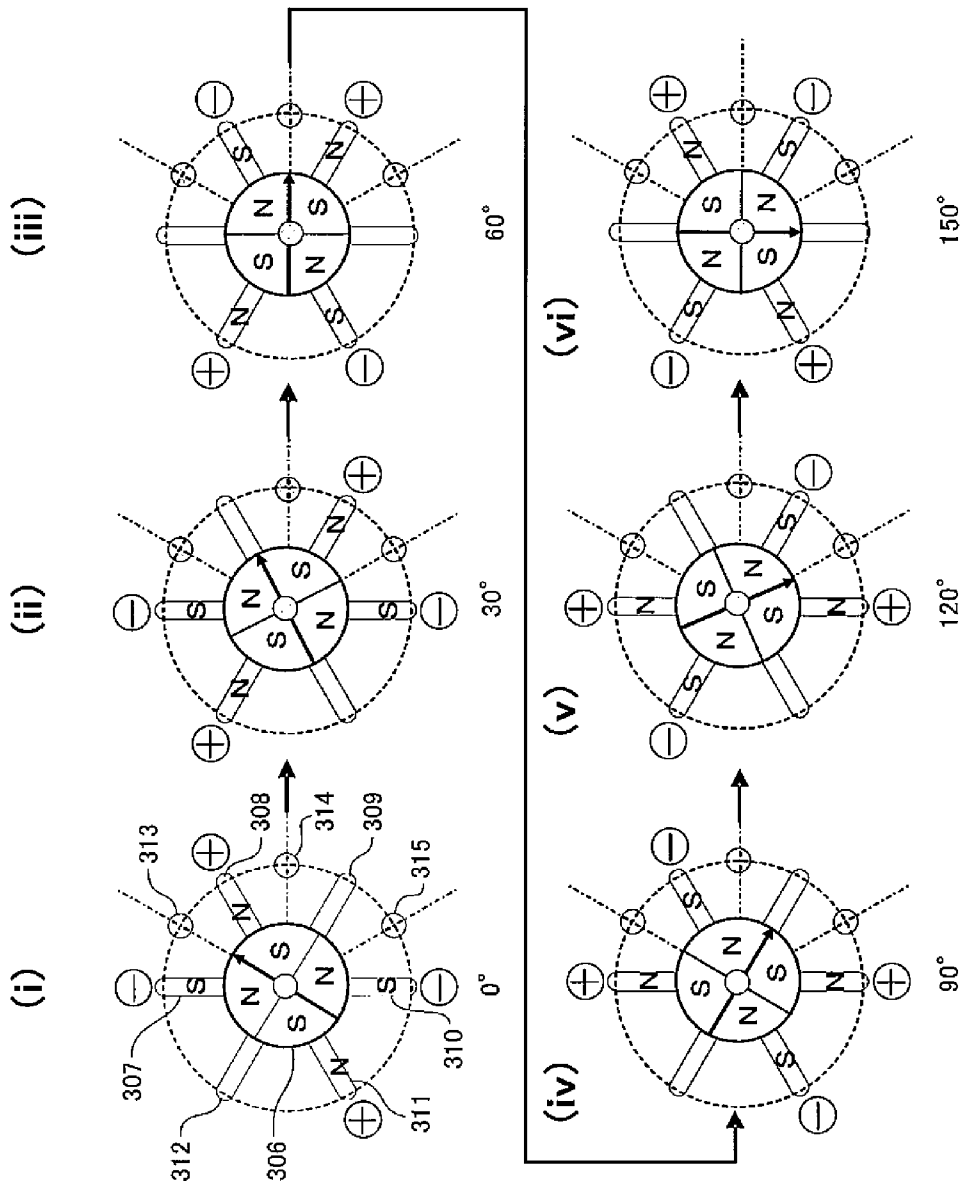 (i)
307
313
308
314
309
315
312
306
311
310
−
+
S
N
N
S
S
N
N
S
+
−
0°
(ii)
−
+
S
N
N
S
S
N
N
S
+
−
30°
(iii)
+
−
N
S
S
N
N
S
S
N
−
+
60°
(iv)
+
−
N
S
S
N
N
S
S
N
−
+
90°
(v)
−
+
S
N
N
S
S
N
S
N
−
+
120°
(vi)
−
+
S
N
N
S
S
N
N
S
+
−
150°